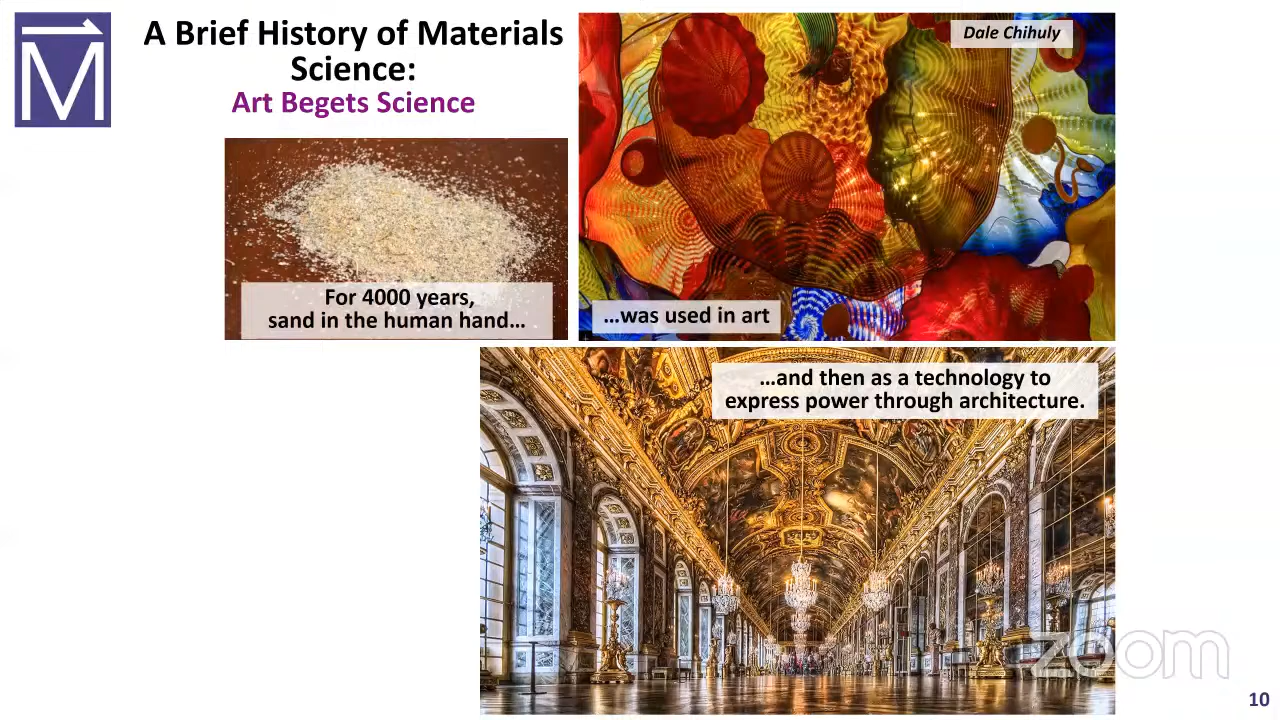 M
A Brief History of Materials
Science:
Art Begets Science
Dale Chihuly
For 4000 years,
sand in the human hand…
…was used in art
…and then as a technology to
express power through architecture.
zoom
10